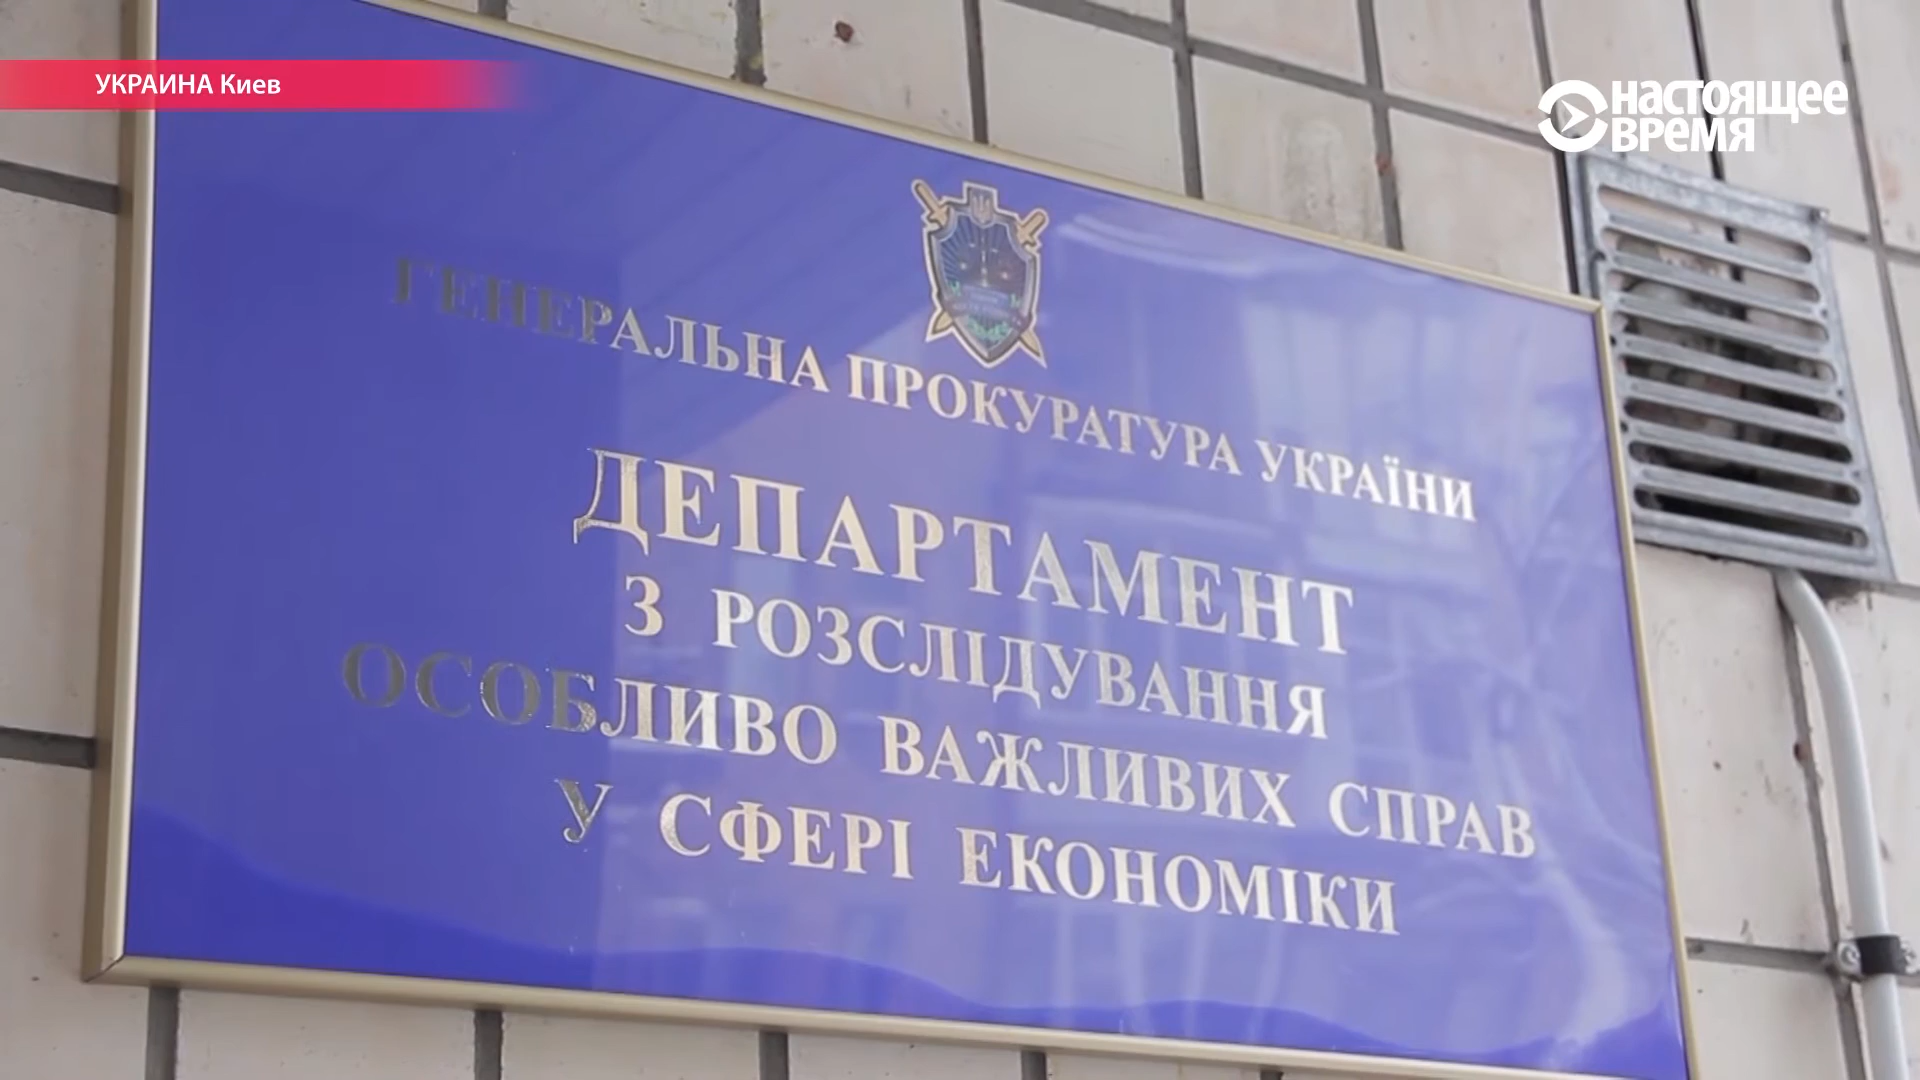 УКРАИНА Киев
НАСТОЯЩЕЕ
ВРЕМЯ
ГЕНЕРАЛЬНА ПРОКУРАТУРА УКРАЇНИ
ДЕПАРТАМЕНТ
З РОЗСЛІДУВАННЯ
ОСОБЛИВО ВАЖЛИВИХ СПРАВ
У СФЕРІ ЕКОНОМІКИ